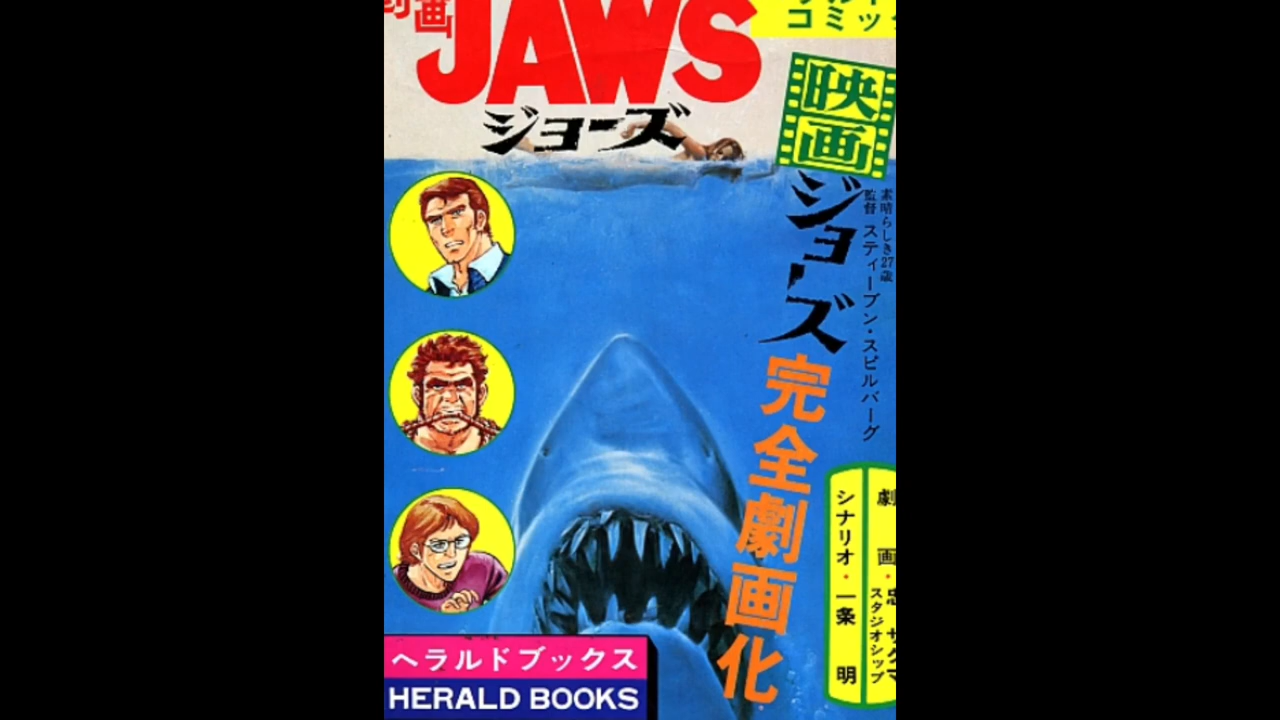 劇画
JAWS
ジョーズ
コミック
映画
ジョーズ
素晴らしき27歳
監督 スティーブン・スピルバーグ
完全劇画化
劇画・忠
スタジオシップ
シナリオ・一条 明
ヘラルドブックス
HERALD BOOKS